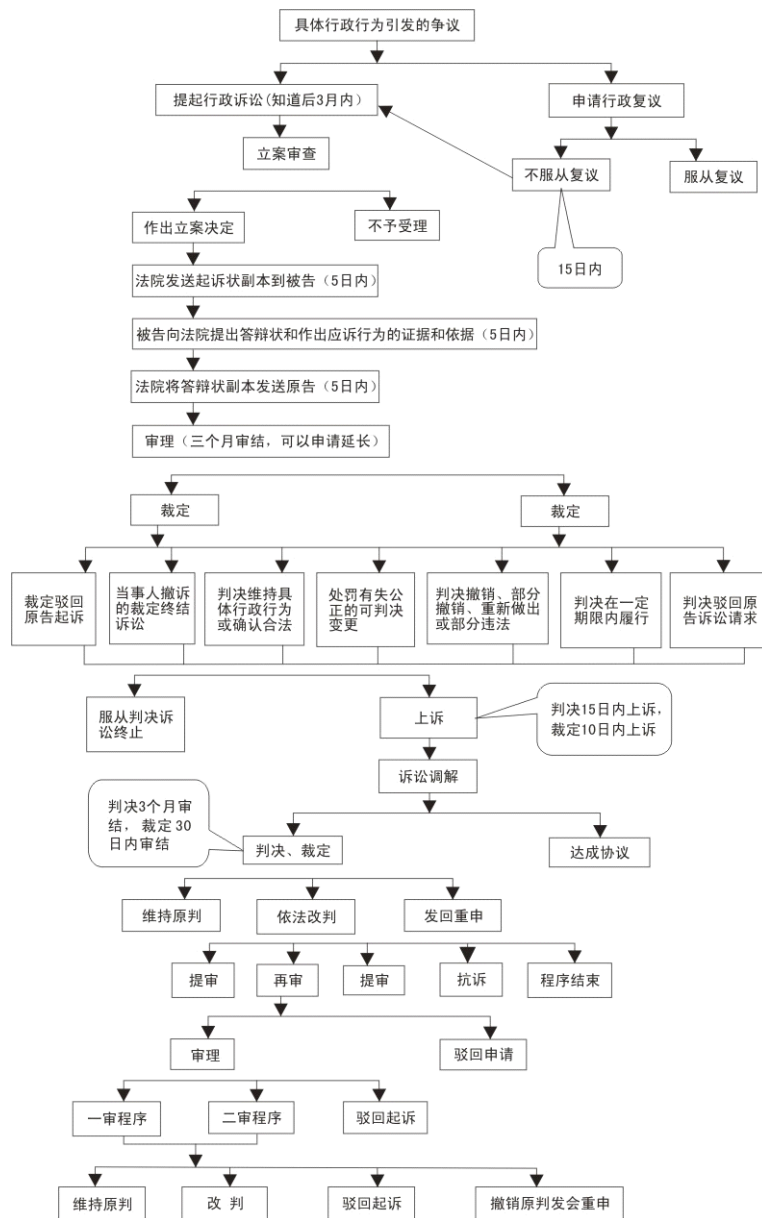 具体行政行为引发的争议
提起行政诉讼(知道后3月内)
申请行政复议
立案审查
不服从复议
服从复议
作出立案决定
不予受理
15日内
法院发送起诉状副本到被告（5日内）
被告向法院提出答辩状和作出应诉行为的证据和依据（5日内）
法院将答辩状副本发送原告（5日内）
审理（三个月审结，可以申请延长）
裁定
裁定
裁定驳回
原告起诉
当事人撤诉
的裁定终结
诉讼
判决维持具
体行政行为
或确认合法
处罚有失公
正的可判决
变更
判决撤销、部分
撤销、重新做出
或部分违法
判决在一定
期限内履行
判决驳回原
告诉讼请求
服从判决诉
讼终止
上诉
判决15日内上诉，
裁定10日内上诉
诉讼调解
判决3个月审
结，裁定30
日内审结
判决、裁定
达成协议
维持原判
依法改判
发回重申
提审
再审
提审
抗诉
程序结束
审理
驳回申请
一审程序
二审程序
驳回起诉
维持原判
改 判
驳回起诉
撤销原判发会重申